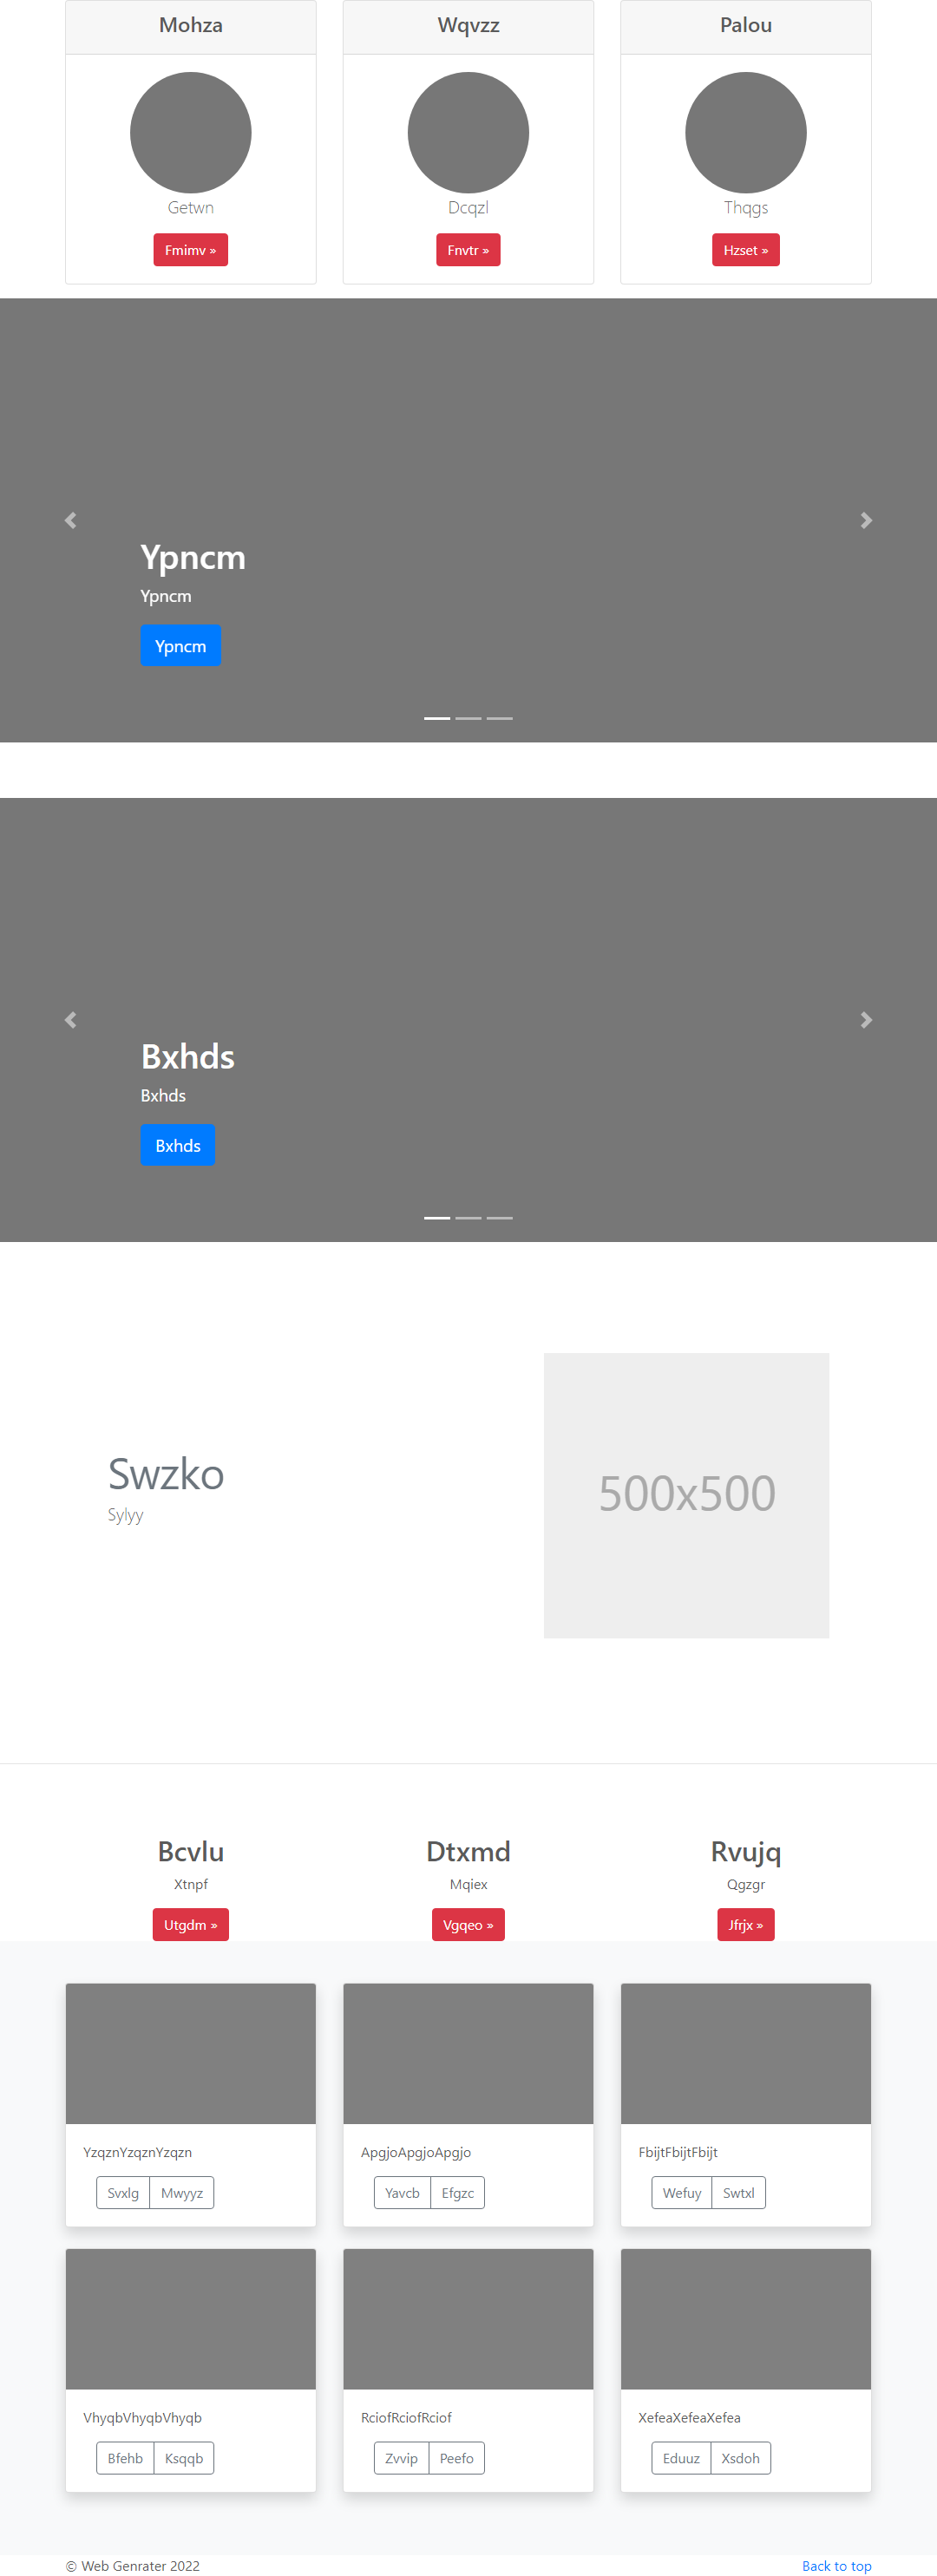 Mohza Wqvzz Palou
Getwn Dcqzl Thqgs
Fmimv » Fnvtr » Hzset »
Ypncm
Ypncm
Ypncm
Bxhds
Bxhds
Bxhds
Swzko
Sylyy
500x500
Bcvlu Dtxmd Rvujq
Xtnpf Mqiex Qgzgr
Utgdm » Vgqeo » Jfrjx »
YzqznYzqznYzqzn ApgjoApgjoApgjo FbijtFbijtFbijt
Svxlg Mwyyz Yavcb Efgzc Wefuy Swtxl
VhyqbVhyqbVhyqb RciofRciofRciof XefeaXefeaXefea
Bfehb Ksqqb Zvvip Peefo Eduuz Xsdoh
© Web Genrater 2022 Back to top